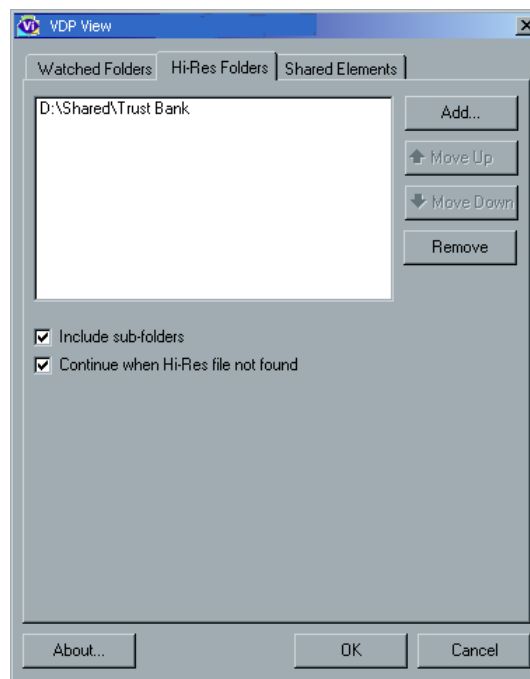 Vi VDP View
Watched Folders Hi-Res Folders Shared Elements
D:\Shared\Trust Bank
Add...
Move Up
Move Down
Remove
Include sub-folders
Continue when Hi-Res file not found
About... OK Cancel